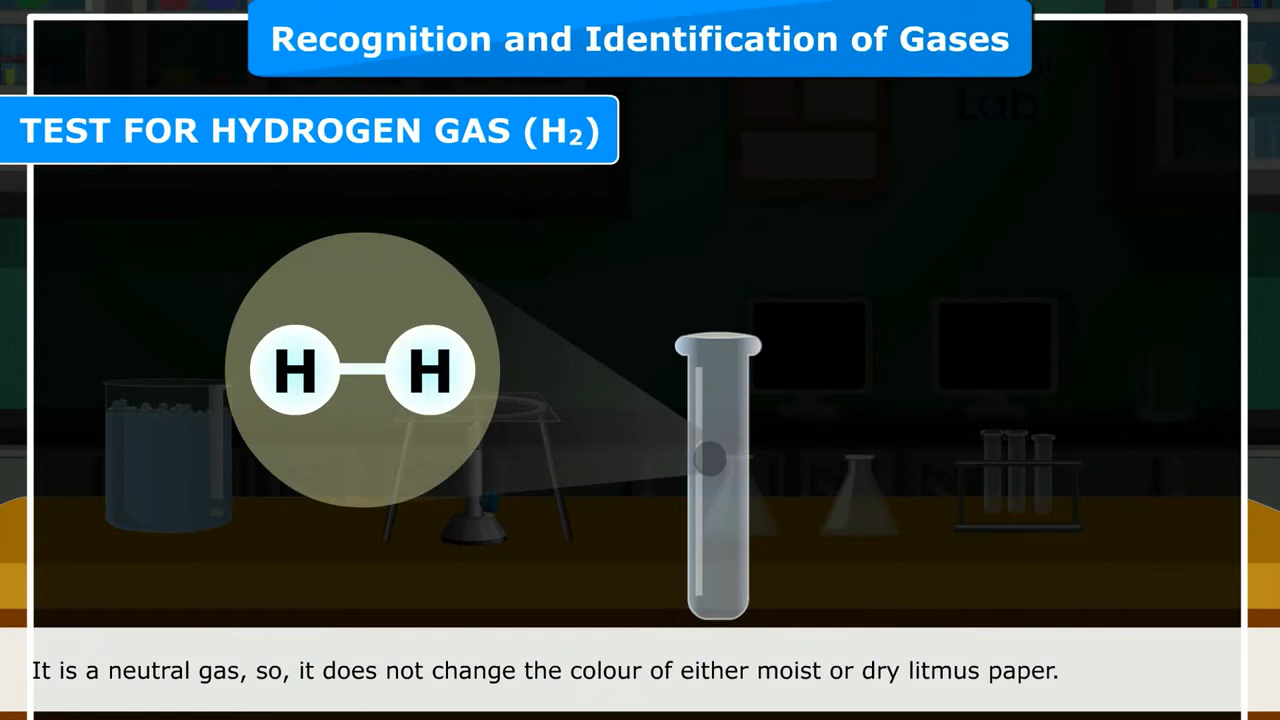 Recognition and Identification of Gases
Lab
TEST FOR HYDROGEN GAS (H₂)
H H
It is a neutral gas, so, it does not change the colour of either moist or dry litmus paper.